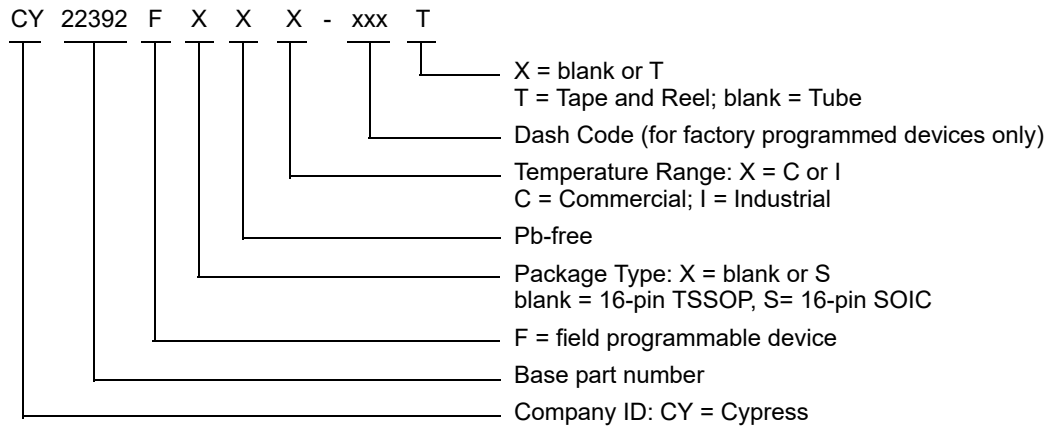 CY 22392 F X X X - xxx T
X = blank or T
T = Tape and Reel; blank = Tube
Dash Code (for factory programmed devices only)
Temperature Range: X = C or I
C = Commercial; I = Industrial
Pb-free
Package Type: X = blank or S
blank = 16-pin TSSOP, S= 16-pin SOIC
F = field programmable device
Base part number
Company ID: CY = Cypress